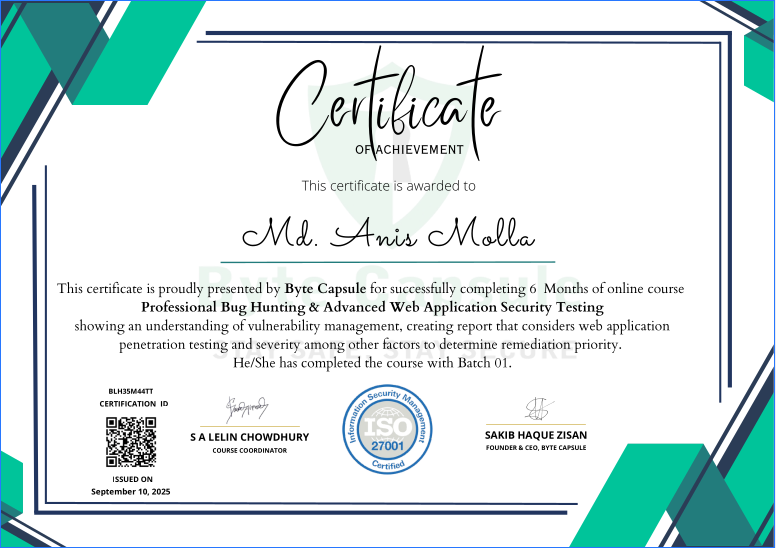 Certificate
OF ACHIEVEMENT
This certificate is awarded to
Md. Anis Molla
This certificate is proudly presented by Byte Capsule for successfully completing 6 Months of online course
Professional Bug Hunting & Advanced Web Application Security Testing
showing an understanding of vulnerability management, creating report that considers web application
penetration testing and severity among other factors to determine remediation priority.
He/She has completed the course with Batch 01.
Byte Capsule
STAY SAFE STAY SECURE
BLH35M44TT
CERTIFICATION ID
ISSUED ON
September 10, 2025
S A LELIN CHOWDHURY
COURSE COORDINATOR
Information Security Management
ISO
27001
Certified
SAKIB HAQUE ZISAN
FOUNDER & CEO, BYTE CAPSULE